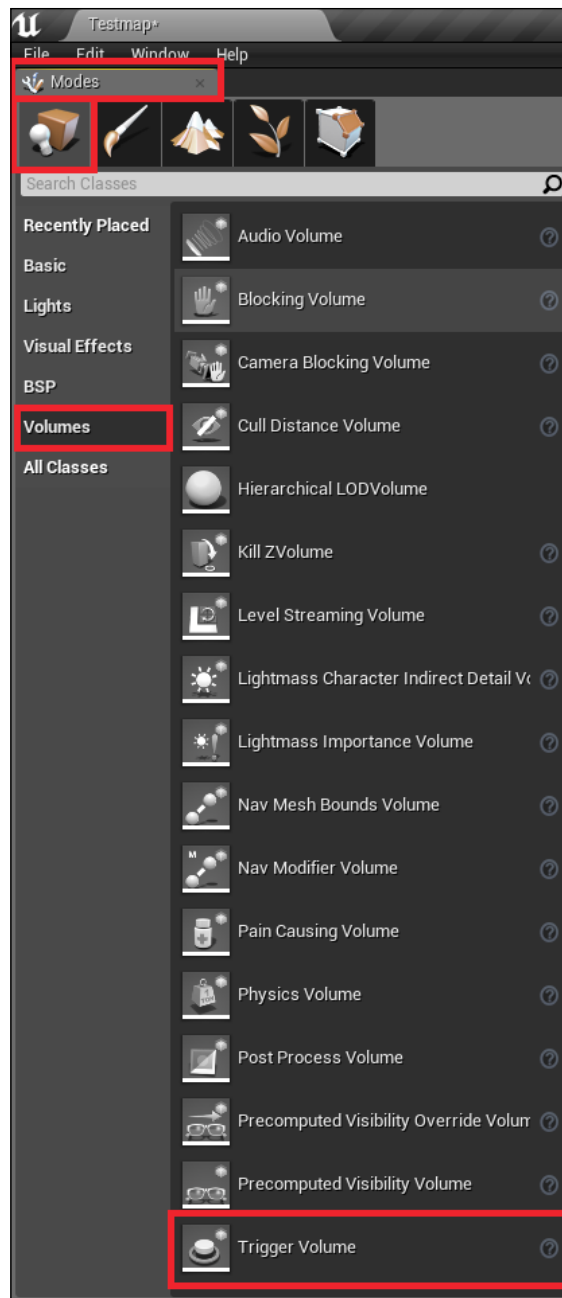 Testmap*
File Edit Window Help
Modes
Search Classes
Recently Placed
Basic
Lights
Visual Effects
BSP
Volumes
All Classes
Audio Volume
Blocking Volume
Camera Blocking Volume
Cull Distance Volume
Hierarchical LODVolume
Kill ZVolume
Level Streaming Volume
Lightmass Character Indirect Detail Vo
Lightmass Importance Volume
Nav Mesh Bounds Volume
M
Nav Modifier Volume
Pain Causing Volume
Physics Volume
Post Process Volume
Precomputed Visibility Override Volum
Precomputed Visibility Volume
Trigger Volume